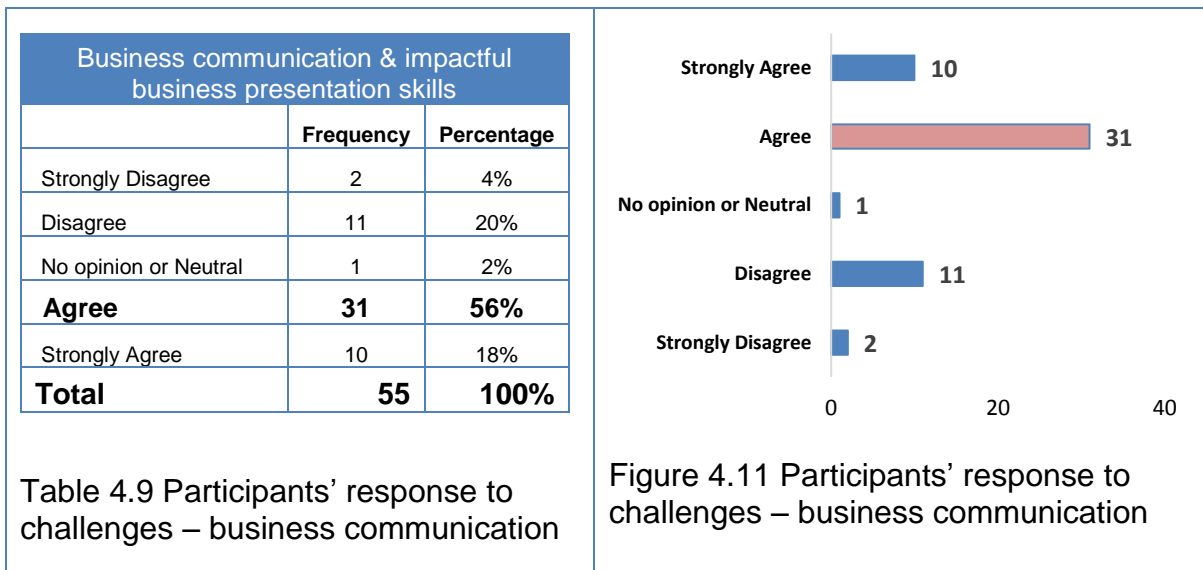 Business communication & impactful
business presentation skills
Frequency Percentage
Strongly Disagree 2 4%
Disagree 11 20%
No opinion or Neutral 1 2%
Agree 31 56%
Strongly Agree 10 18%
Total 55 100%
Table 4.9 Participants’ response to
challenges – business communication
Strongly Agree 10
Agree 31
No opinion or Neutral 1
Disagree 11
Strongly Disagree 2
0 20 40
Figure 4.11 Participants’ response to
challenges – business communication